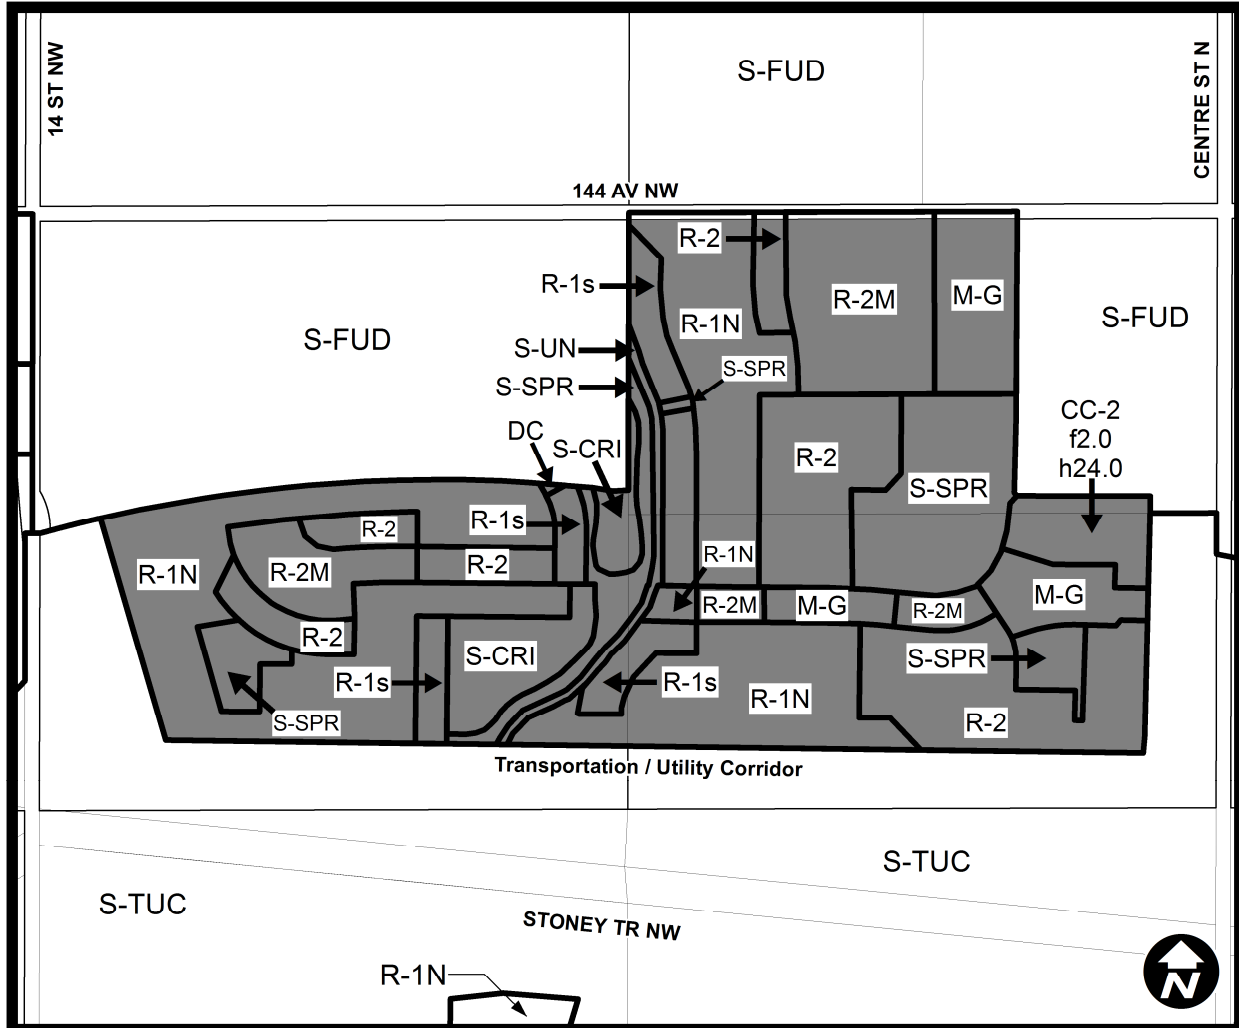 14 ST NW
S-FUD
CENTRE ST N
144 AV NW
R-2
R-1s
R-2M
M-G
S-FUD
R-1N
S-FUD
S-UN
S-SPR
S-SPR
CC-2
f2.0
h24.0
DC
S-CRI
R-2
S-SPR
R-1s
R-2
R-1N
R-2M
R-2
R-1N
R-2M
M-G
R-2M
M-G
R-2
S-CRI
S-SPR
R-1s
R-1s
R-1N
S-SPR
R-2
Transportation / Utility Corridor
S-TUC
S-TUC
STONEY TR NW
R-1N
N